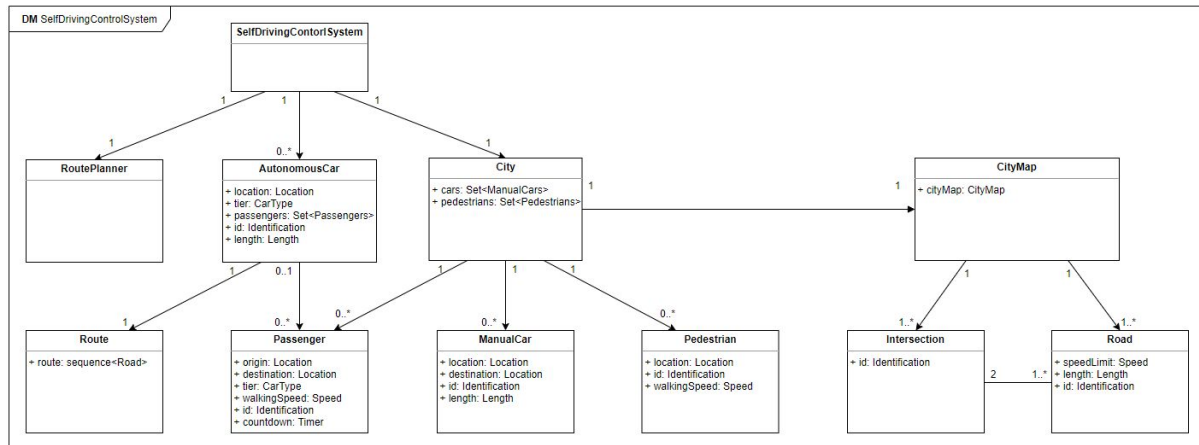 DM SelfDrivingControlSystem
SelfDrivingContorlSystem
1
1
1
1
0..*
1
RoutePlanner
AutonomousCar
+ location: Location
+ tier: CarType
+ passengers: Set<Passengers>
+ id: Identification
+ length: Length
City
+ cars: Set<ManualCars>
+ pedestrians: Set<Pedestrians>
1
1
CityMap
+ cityMap: CityMap
1
0..1
1
1
1
1
1
1
0..*
0..*
0..*
0..*
1..*
1..*
Route
+ route: sequence<Road>
Passenger
+ origin: Location
+ destination: Location
+ tier: CarType
+ walkingSpeed: Speed
+ id: Identification
+ countdown: Timer
ManualCar
+ location: Location
+ destination: Location
+ id: Identification
+ length: Length
Pedestrian
+ location: Location
+ id: Identification
+ walkingSpeed: Speed
Intersection
+ id: Identification
2
1..*
Road
+ speedLimit: Speed
+ length: Length
+ id: Identification